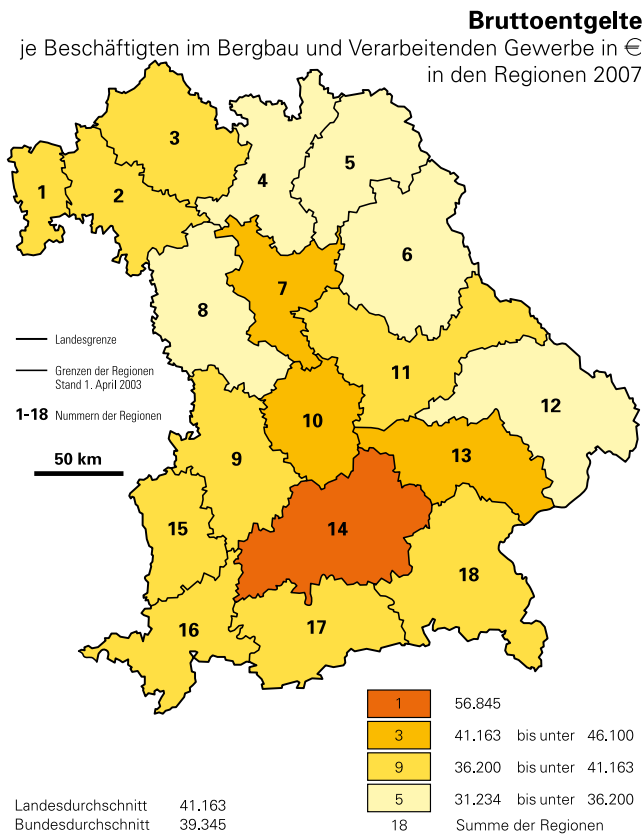 Bruttoentgelte
je Beschäftigten im Bergbau und Verarbeitenden Gewerbe in €
in den Regionen 2007
3
5
4
1
2
6
7
8
Landesgrenze
Grenzen der Regionen
Stand 1. April 2003
11
12
1-18 Nummern der Regionen
10
9
13
50 km
15
14
18
16
17
1 56.845
3 41.163 bis unter 46.100
9 36.200 bis unter 41.163
5 31.234 bis unter 36.200
18 Summe der Regionen
Landesdurchschnitt 41.163
Bundesdurchschnitt 39.345